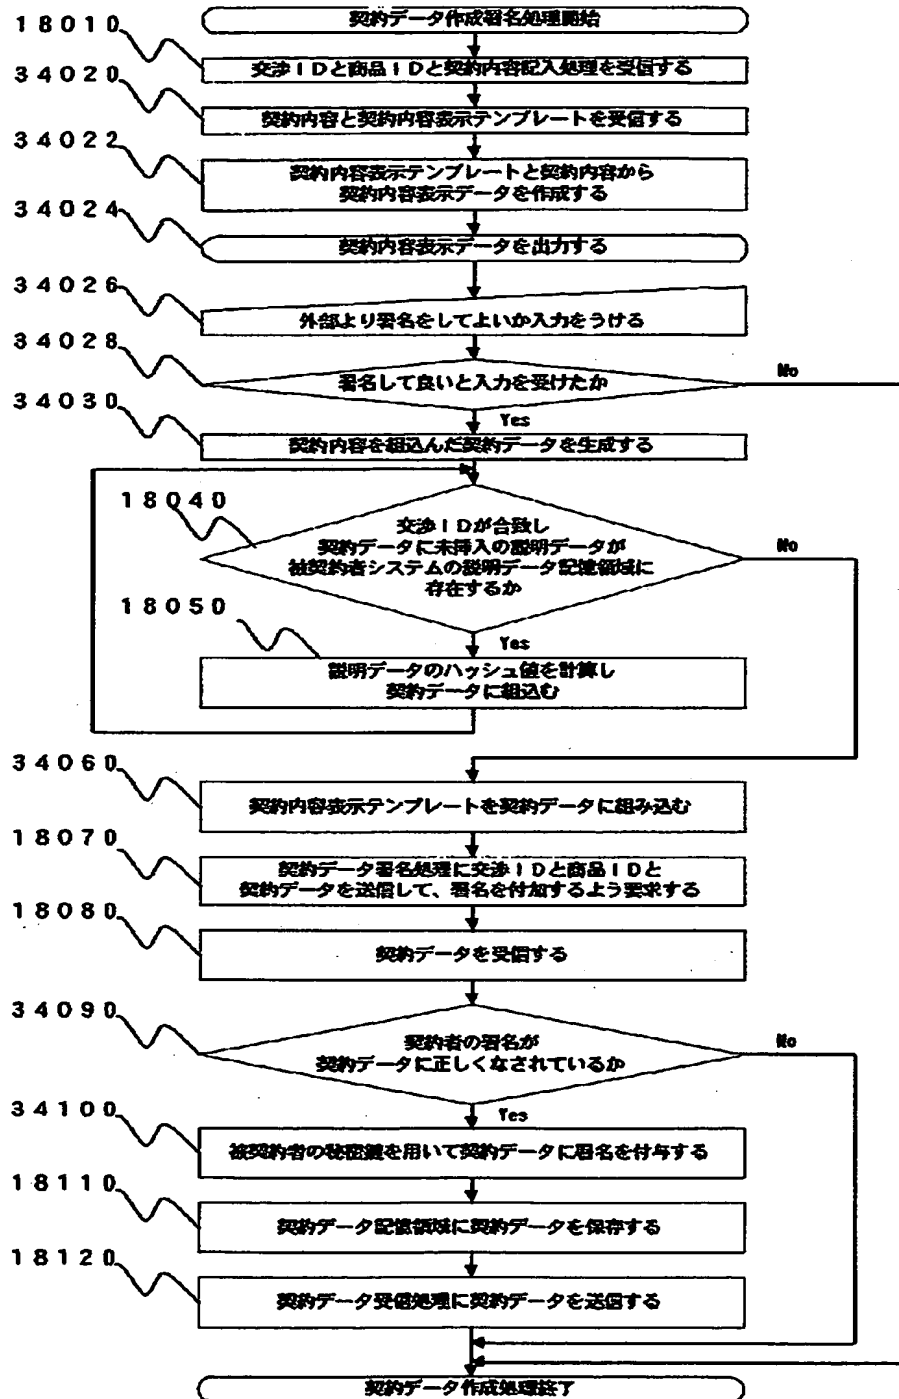 契約データ作成署名処理開始
18010
交渉IDと商品IDと契約内容記入処理を受信する
34020
契約内容と契約内容表示テンプレートを受信する
34022
契約内容表示テンプレートと契約内容から
契約内容表示データを作成する
34024
契約内容表示データを出力する
34026
外部より署名をしてよいか入力をうける
34028
署名して良いと入力を受けたか
No
Yes
34030
契約内容を組込んだ契約データを生成する
18040
交渉IDが合致し
契約データに未挿入の説明データが
被契約者システムの説明データ記憶領域に
存在するか
No
Yes
18050
説明データのハッシュ値を計算し
契約データに組込む
34060
契約内容表示テンプレートを契約データに組み込む
18070
契約データ署名処理に交渉IDと商品IDと
契約データを送信して、署名を付加するよう要求する
18080
契約データを受信する
34090
契約者の署名が
契約データに正しくなされているか
No
Yes
34100
被契約者の秘密鍵を用いて契約データに署名を付与する
18110
契約データ記憶領域に契約データを保存する
18120
契約データ受信処理に契約データを送信する
契約データ作成処理終了